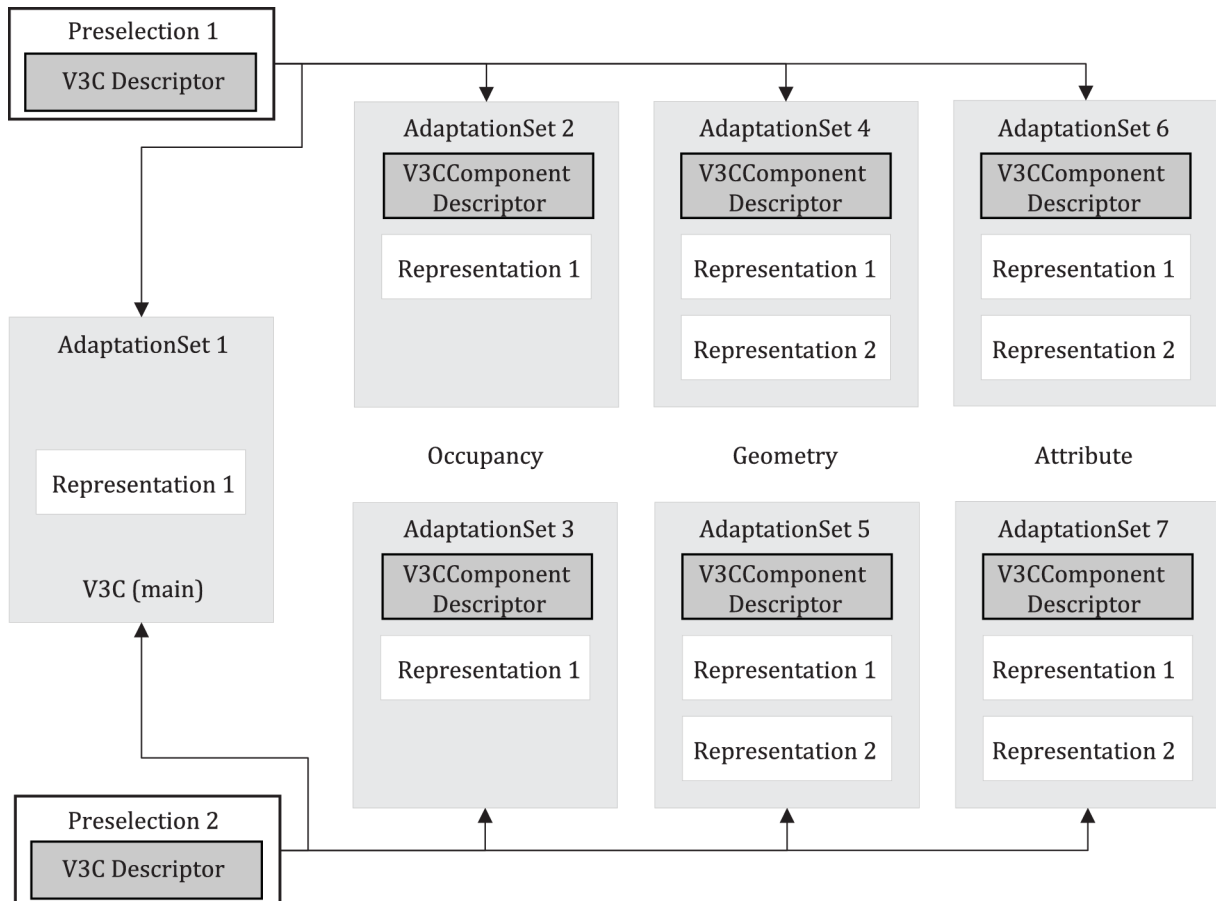 Preselection 1
V3C Descriptor
AdaptationSet 2
V3CComponent
Descriptor
Representation 1
AdaptationSet 4
V3CComponent
Descriptor
Representation 1
Representation 2
AdaptationSet 6
V3CComponent
Descriptor
Representation 1
Representation 2
AdaptationSet 1
Representation 1
V3C (main)
Occupancy
Geometry
Attribute
AdaptationSet 3
V3CComponent
Descriptor
Representation 1
AdaptationSet 5
V3CComponent
Descriptor
Representation 1
Representation 2
AdaptationSet 7
V3CComponent
Descriptor
Representation 1
Representation 2
Preselection 2
V3C Descriptor